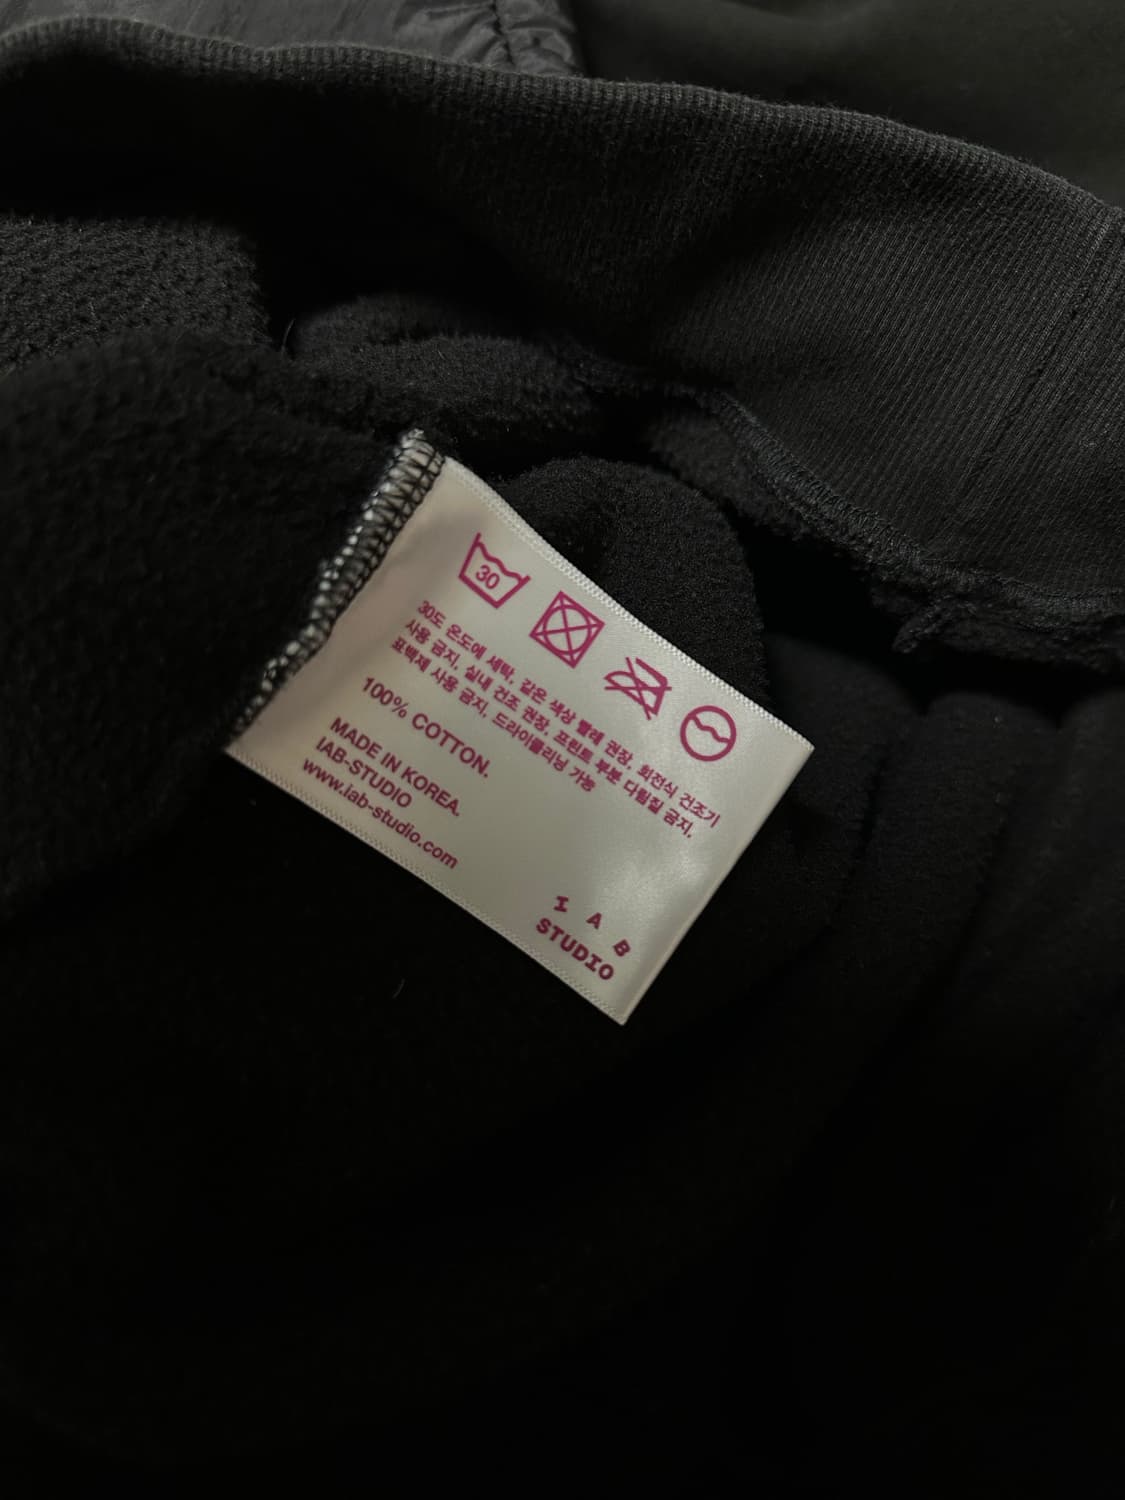 30
30도 온도에 세탁, 같은 색상 빨래 권장, 회전식 건조기
사용 금지, 실내 건조 권장, 프린트 부분 다림질 금지,
표백제 사용 금지, 드라이클리닝 가능
100% COTTON.
MADE IN KOREA.
IAB-STUDIO
www.iab-studio.com
I A B
STUDIO